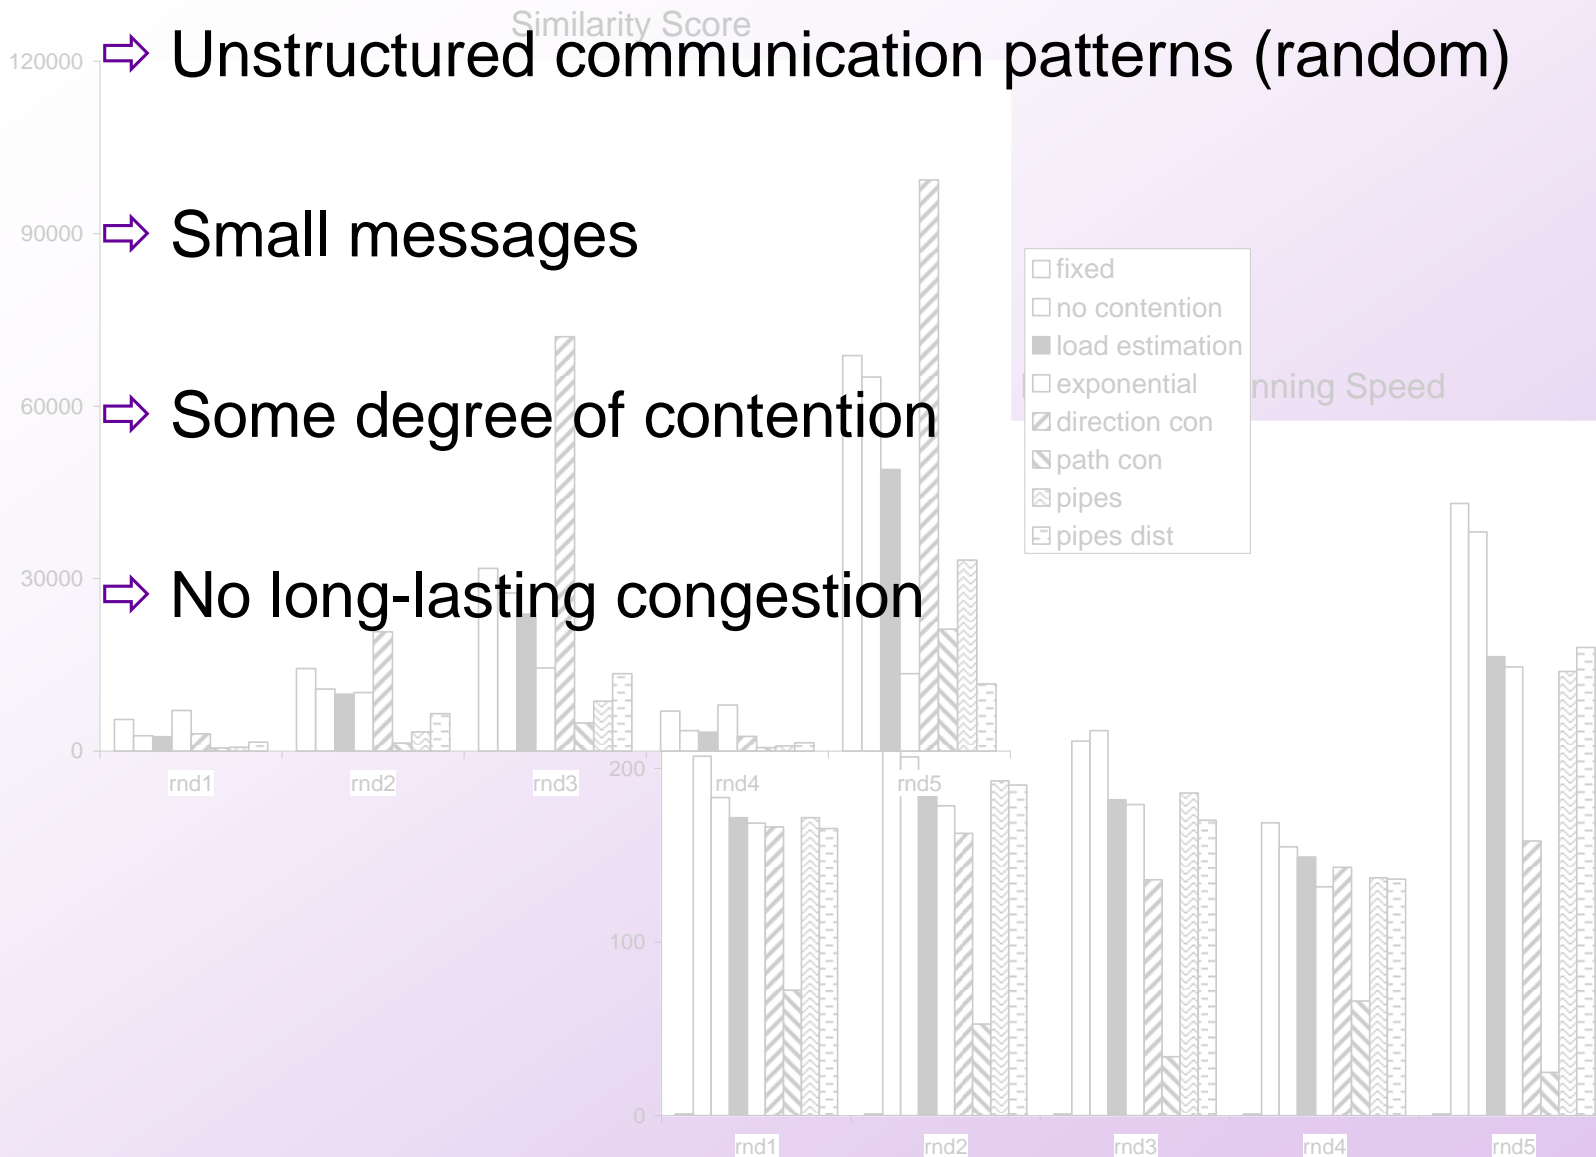 Similarity Score
⇨ Unstructured communication patterns (random)
⇨ Small messages
⇨ Some degree of contention
⇨ No long-lasting congestion
120000
90000
60000
30000
0
rnd1 rnd2 rnd3 rnd4 rnd5
fixed
no contention
load estimation
exponential
direction con
path con
pipes
pipes dist
nning Speed
200
100
0
rnd1 rnd2 rnd3 rnd4 rnd5